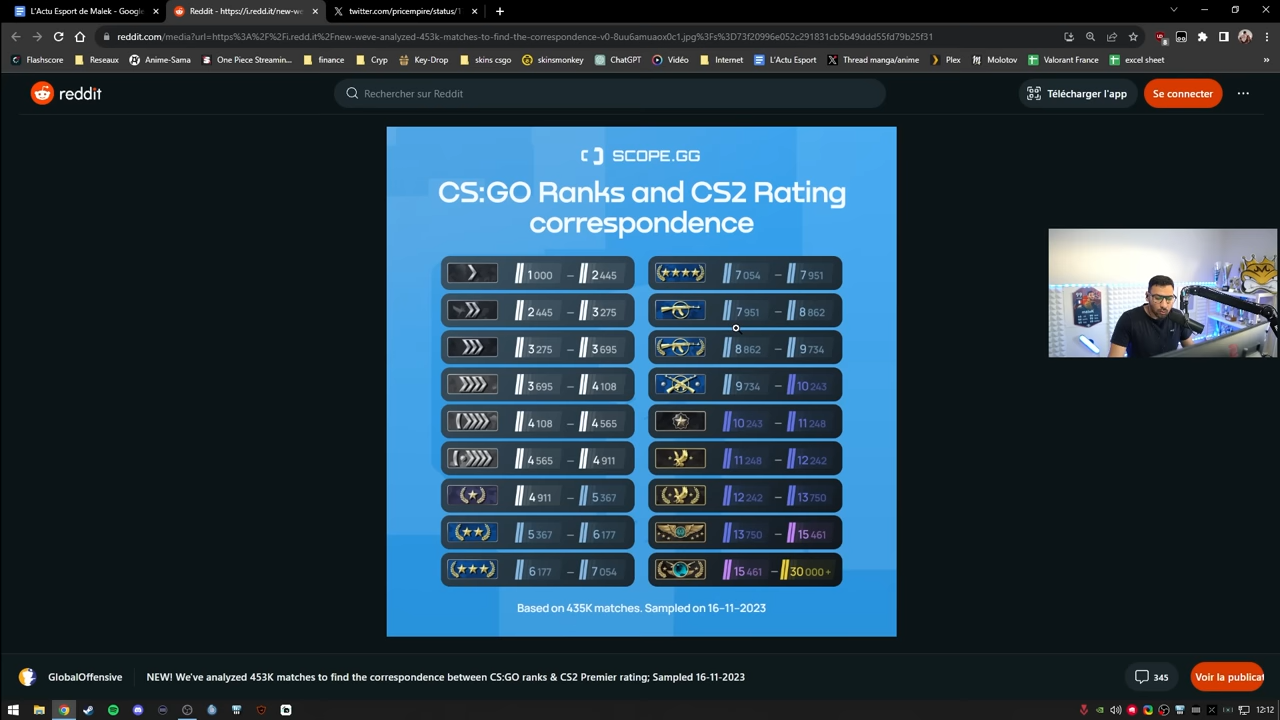 L'Actu Esport de Malek - Google
Reddit - https://i.redd.it/new-we
twitter.com/pricempire/status/1
reddit.com/media?url=https%3A%2F%2Fi.redd.it%2Fnew-weve-analyzed-453k-matches-to-find-the-correspondence-v0-8uu6amuaox0c1.jpg%3Fs%3D73f20996e052c291831cb5b49ddd55fd79b25f31
Flashscore
Reseaux
Anime-Sama
One Piece Streamin...
finance
Cryp
Key-Drop
skins csgo
skinsmonkey
ChatGPT
Vidéo
Internet
L'Actu Esport
Thread manga/anime
Plex
Molotov
Valorant France
excel sheet
reddit
Rechercher sur Reddit
Télécharger l'app
Se connecter
SCOPE.GG
CS:GO Ranks and CS2 Rating
correspondence
1 000 – 2 445
2 445 – 3 275
3 275 – 3 695
3 695 – 4 108
4 108 – 4 565
4 565 – 4 911
4 911 – 5 367
5 367 – 6 177
6 177 – 7 054
7 054 – 7 951
7 951 – 8 862
8 862 – 9 734
9 734 – 10 243
10 243 – 11 248
11 248 – 12 242
12 242 – 13 750
13 750 – 15 461
15 461 – 30 000+
Based on 435K matches. Sampled on 16-11-2023
GlobalOffensive
NEW! We've analyzed 453K matches to find the correspondence between CS:GO ranks & CS2 Premier rating; Sampled 16-11-2023
345
Voir la publicat
12:12